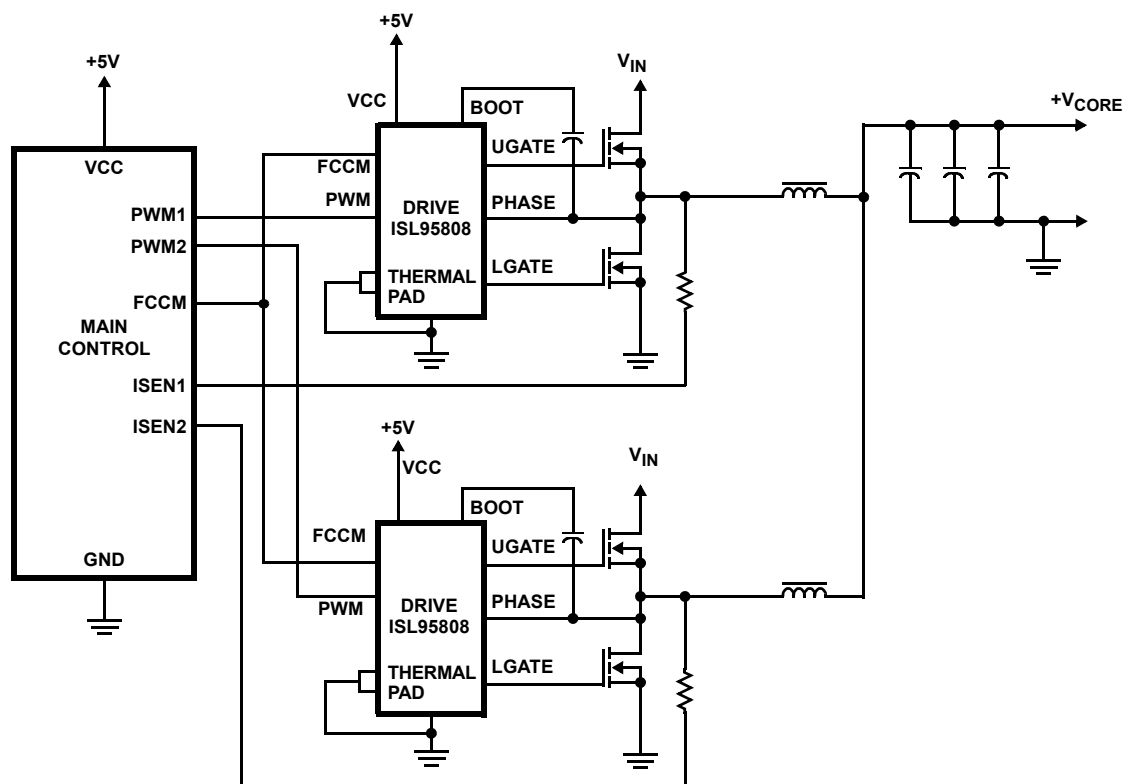 +5V
VCC
PWM1
PWM2
FCCM
MAIN
CONTROL
ISEN1
ISEN2
GND
+5V
VCC
BOOT
FCCM
UGATE
PWM
DRIVE
ISL95808
PHASE
THERMAL
PAD
LGATE
VIN
+VCORE
+5V
VCC
BOOT
FCCM
UGATE
PWM
DRIVE
ISL95808
PHASE
THERMAL
PAD
LGATE
VIN